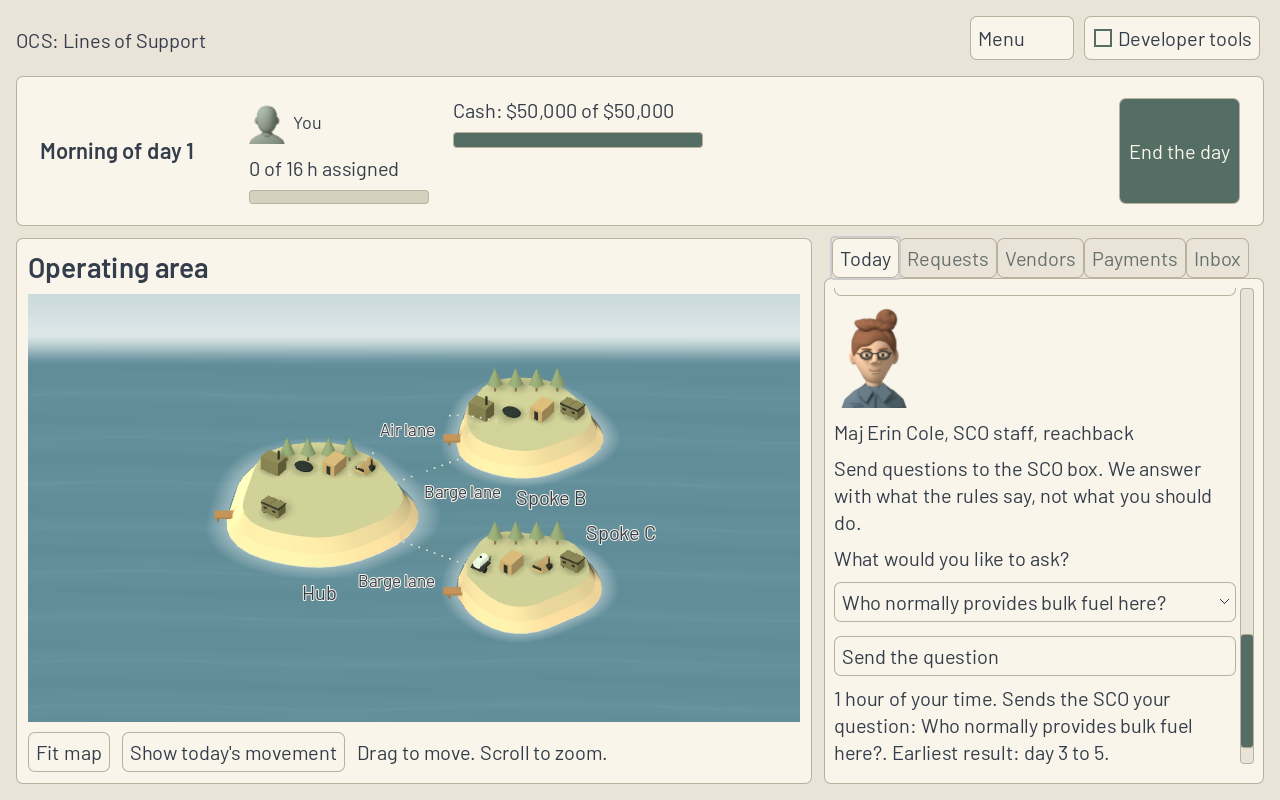 OCS: Lines of Support
Menu
Developer tools
Morning of day 1
You
0 of 16 h assigned
Cash: $50,000 of $50,000
End the day
Operating area
Air lane
Barge lane
Spoke B
Spoke C
Barge lane
Hub
Fit map
Show today's movement
Drag to move. Scroll to zoom.
Today
Requests
Vendors
Payments
Inbox
Maj Erin Cole, SCO staff, reachback
Send questions to the SCO box. We answer
with what the rules say, not what you should
do.
What would you like to ask?
Who normally provides bulk fuel here?
Send the question
1 hour of your time. Sends the SCO your
question: Who normally provides bulk fuel
here?. Earliest result: day 3 to 5.